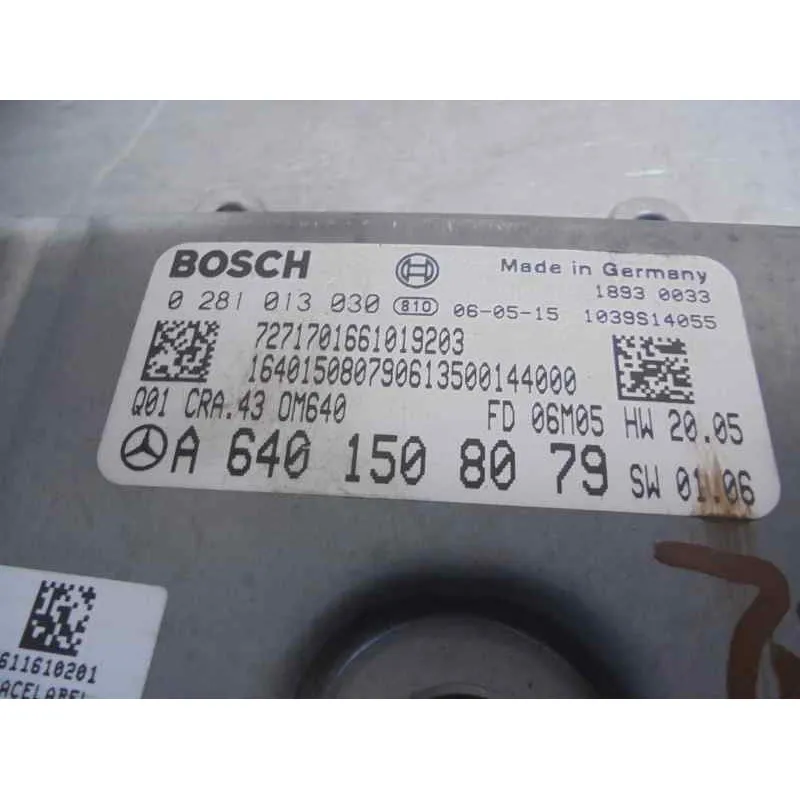 BOSCH
Made in Germany
0 281 013 030 810 06-05-15
1893 0033
1039S14055
7271701661019203
164015080790613500144000
Q01 CRA.43 OM640 FD 06M05 HW 20.05
A 640 150 80 79 SW 01.06
611610201